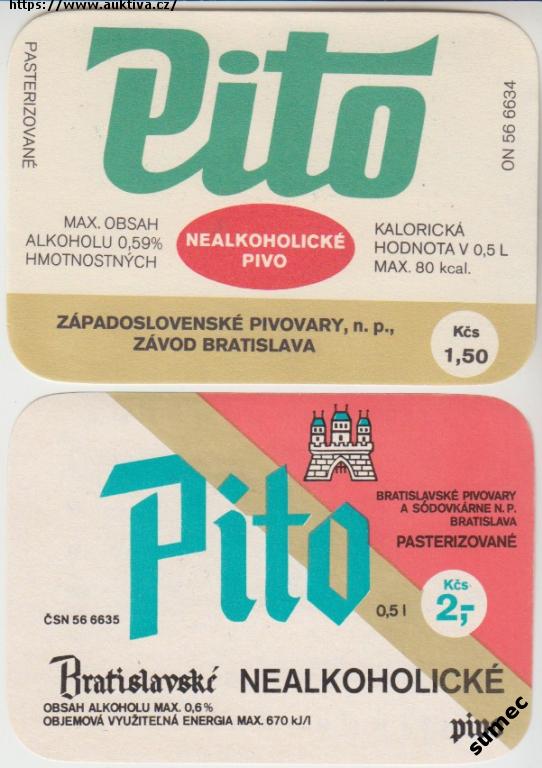 https://www.auktiva.cz/
PASTERIZOVANÉ
Pito
ON 56 6634
MAX. OBSAH
ALKOHOLU 0,59%
HMOTNOSTNÝCH
NEALKOHOLICKÉ
PIVO
KALORICKÁ
HODNOTA V 0,5 L
MAX. 80 kcal.
ZÁPADOSLOVENSKÉ PIVOVARY, n. p.,
ZÁVOD BRATISLAVA
Kčs
1,50
Pito
BRATISLAVSKÉ PIVOVARY
A SÓDOVKÁRNE N. P.
BRATISLAVA
PASTERIZOVANÉ
ČSN 56 6635
0,5 l
Kčs
2,-
Bratislavské NEALKOHOLICKÉ
OBSAH ALKOHOLU MAX. 0,6%
OBJEMOVÁ VYUŽITEĽNÁ ENERGIA MAX. 670 kJ/l
pivo
sumec